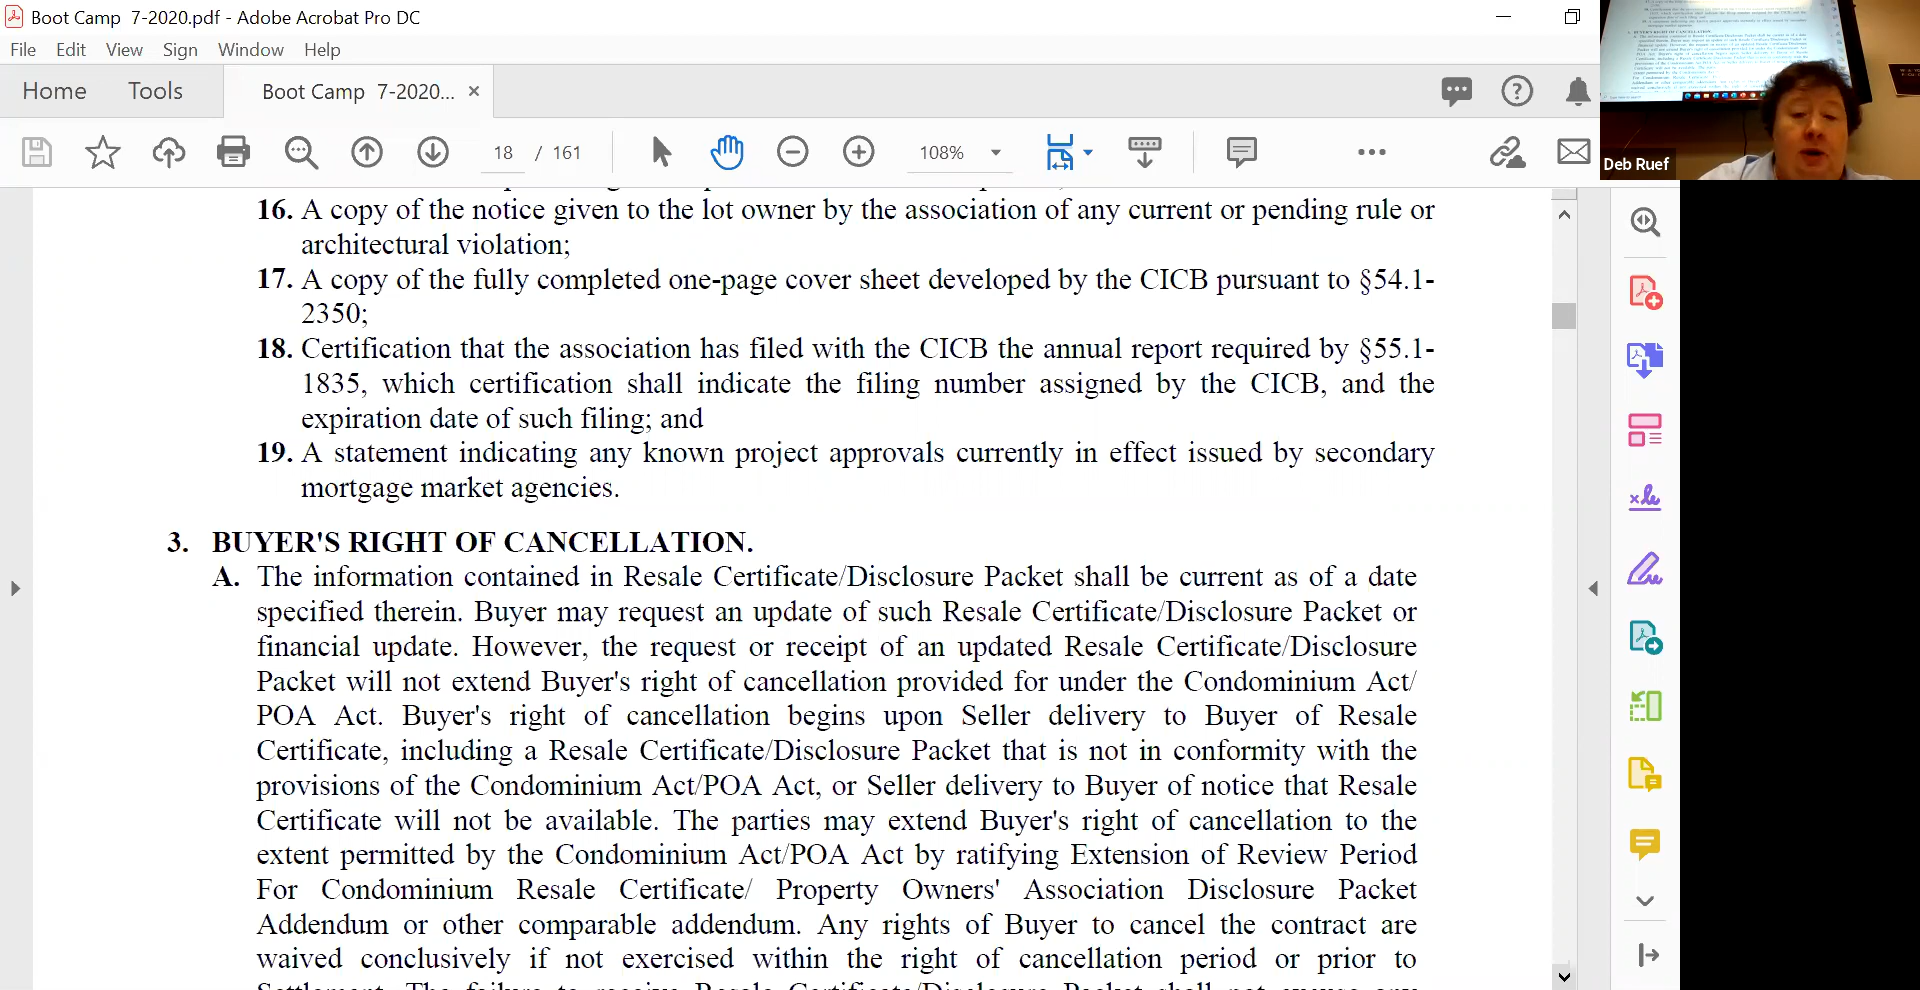 Boot Camp 7-2020.pdf - Adobe Acrobat Pro DC
File Edit View Sign Window Help
Home Tools Boot Camp 7-2020... ×
18 / 161 108%
Deb Ruef
16. A copy of the notice given to the lot owner by the association of any current or pending rule or
architectural violation;
17. A copy of the fully completed one-page cover sheet developed by the CICB pursuant to §54.1-
2350;
18. Certification that the association has filed with the CICB the annual report required by §55.1-
1835, which certification shall indicate the filing number assigned by the CICB, and the
expiration date of such filing; and
19. A statement indicating any known project approvals currently in effect issued by secondary
mortgage market agencies.
3. BUYER'S RIGHT OF CANCELLATION.
A. The information contained in Resale Certificate/Disclosure Packet shall be current as of a date
specified therein. Buyer may request an update of such Resale Certificate/Disclosure Packet or
financial update. However, the request or receipt of an updated Resale Certificate/Disclosure
Packet will not extend Buyer's right of cancellation provided for under the Condominium Act/
POA Act. Buyer's right of cancellation begins upon Seller delivery to Buyer of Resale
Certificate, including a Resale Certificate/Disclosure Packet that is not in conformity with the
provisions of the Condominium Act/POA Act, or Seller delivery to Buyer of notice that Resale
Certificate will not be available. The parties may extend Buyer's right of cancellation to the
extent permitted by the Condominium Act/POA Act by ratifying Extension of Review Period
For Condominium Resale Certificate/ Property Owners' Association Disclosure Packet
Addendum or other comparable addendum. Any rights of Buyer to cancel the contract are
waived conclusively if not exercised within the right of cancellation period or prior to
Settlement. The failure to receive Resale Certificate/Disclosure Packet shall not excuse any